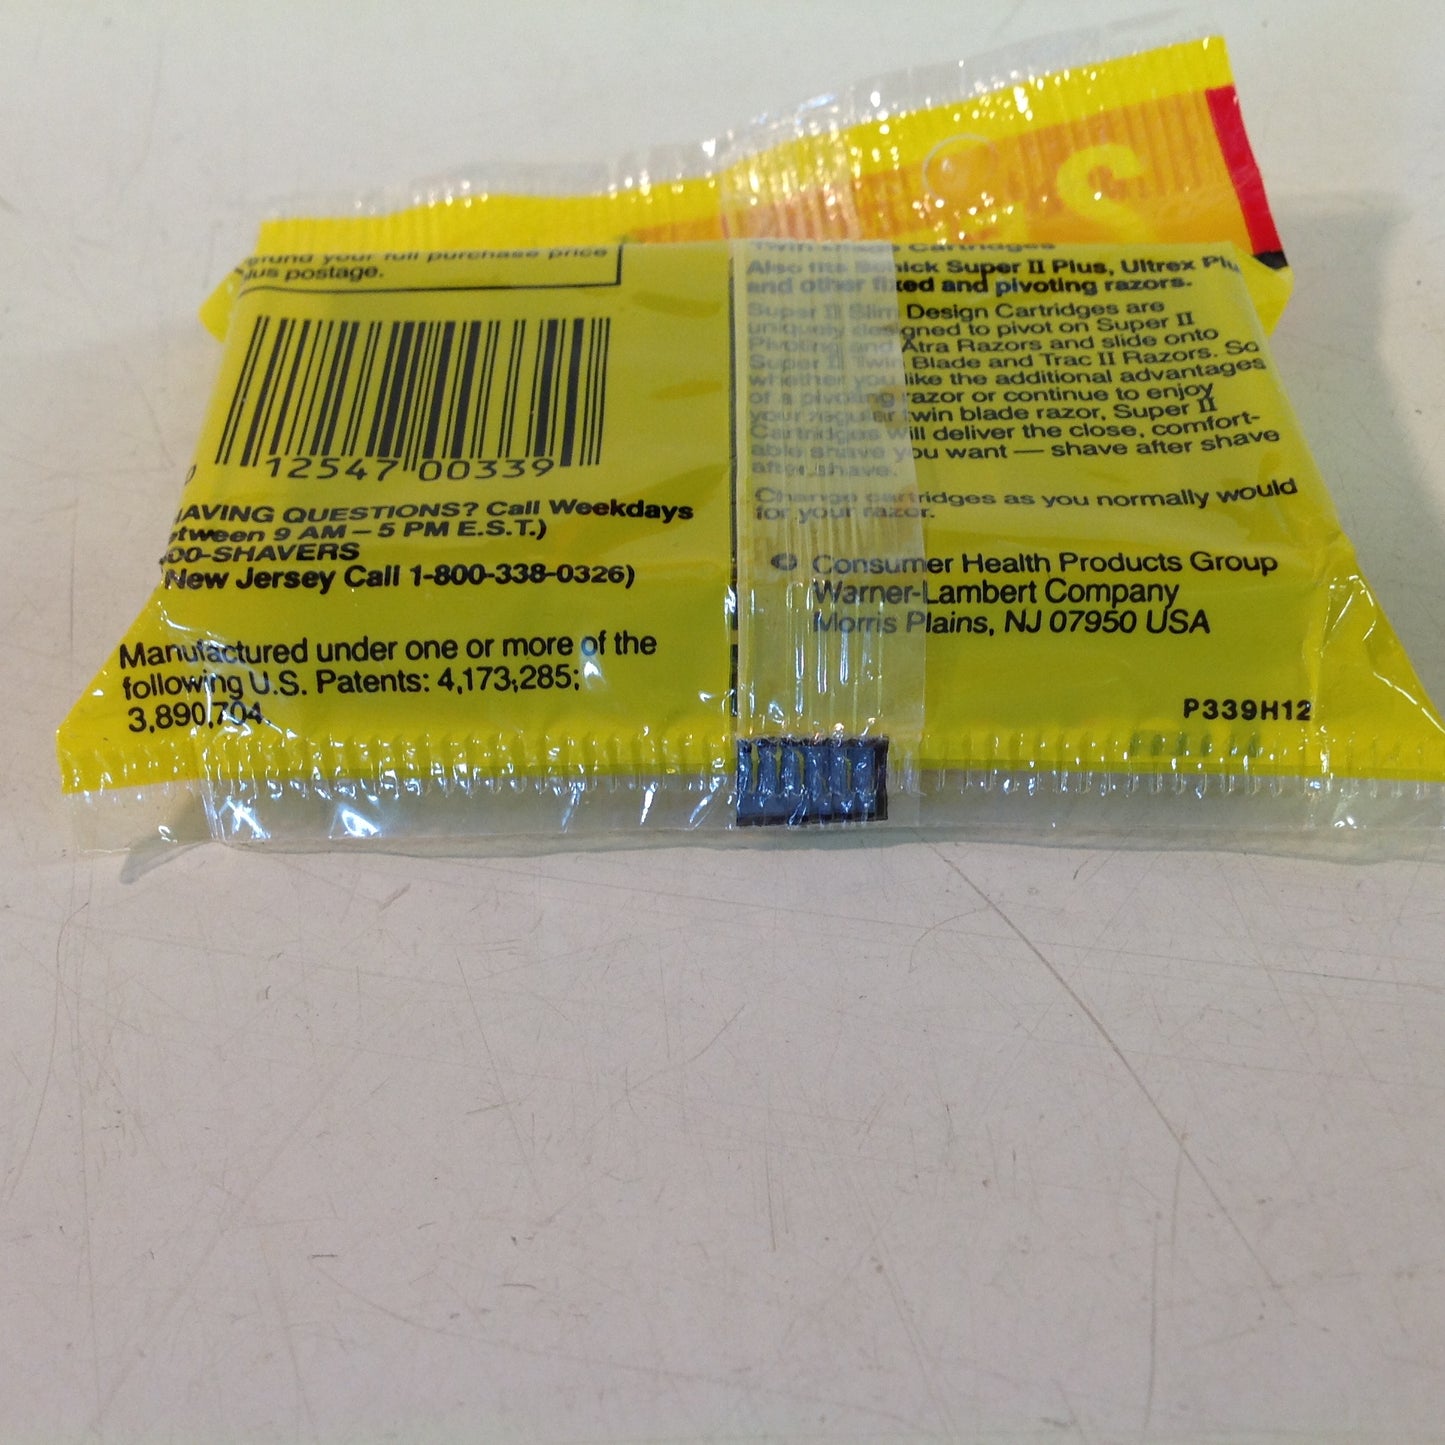 refund your full purchase price
plus postage.
12547 00339
HAVING QUESTIONS? Call Weekdays
etween 9 AM – 5 PM E.S.T.)
00-SHAVERS
New Jersey Call 1-800-338-0326)
Manufactured under one or more of the
following U.S. Patents: 4,173,285;
3,890,704.
Twin Blade Cartridges
Also fits Schick Super II Plus, Ultrex Plu
and other fixed and pivoting razors.
Super II Slim Design Cartridges are
uniquely designed to pivot on Super II
Pivoting and Atra Razors and slide onto
Super II Twin Blade and Trac II Razors. So
whether you like the additional advantages
of a pivoting razor or continue to enjoy
your regular twin blade razor, Super II
Cartridges will deliver the close, comfort-
able shave you want — shave after shave
after shave.
Change cartridges as you normally would
for your razor.
© Consumer Health Products Group
Warner-Lambert Company
Morris Plains, NJ 07950 USA
P339H12
S